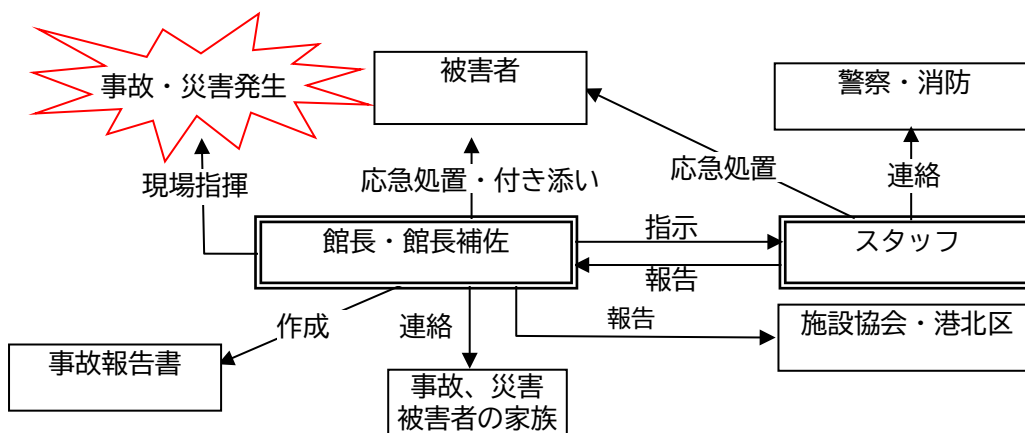 事故・災害発生
被害者
警察・消防
現場指揮
応急処置・付き添い
応急処置
連絡
館長・館長補佐
指示
報告
スタッフ
作成
連絡
報告
施設協会・港北区
事故報告書
事故、災害
被害者の家族